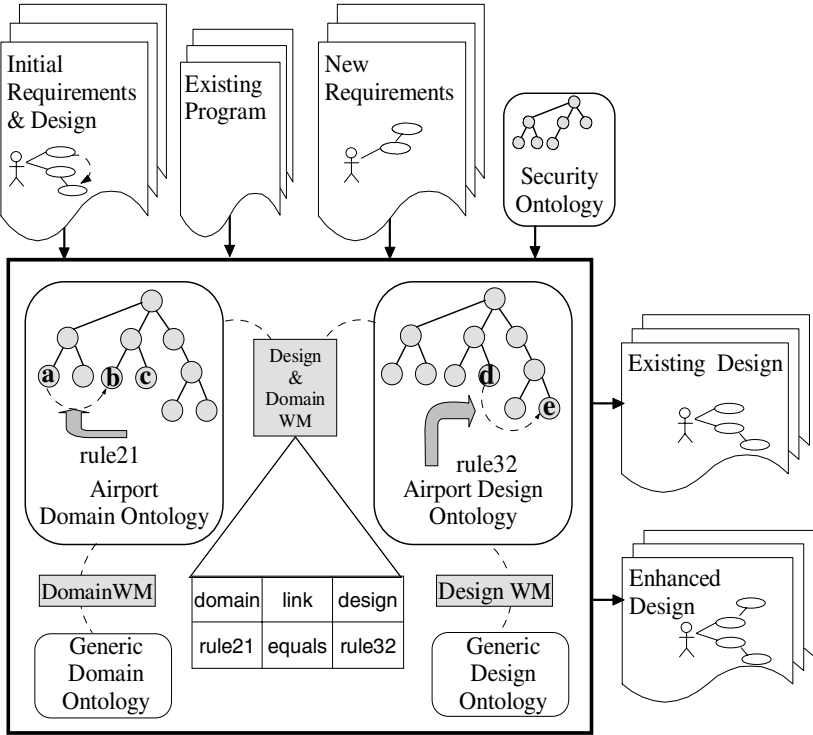 Initial
Requirements
& Design
Existing
Program
New
Requirements
Security
Ontology
a
b
c
rule21
Airport
Domain Ontology
Design
&
Domain
WM
d
e
rule32
Airport Design
Ontology
Existing Design
DomainWM
Generic
Domain
Ontology
domain link design
rule21 equals rule32
Design WM
Generic
Design
Ontology
Enhanced
Design